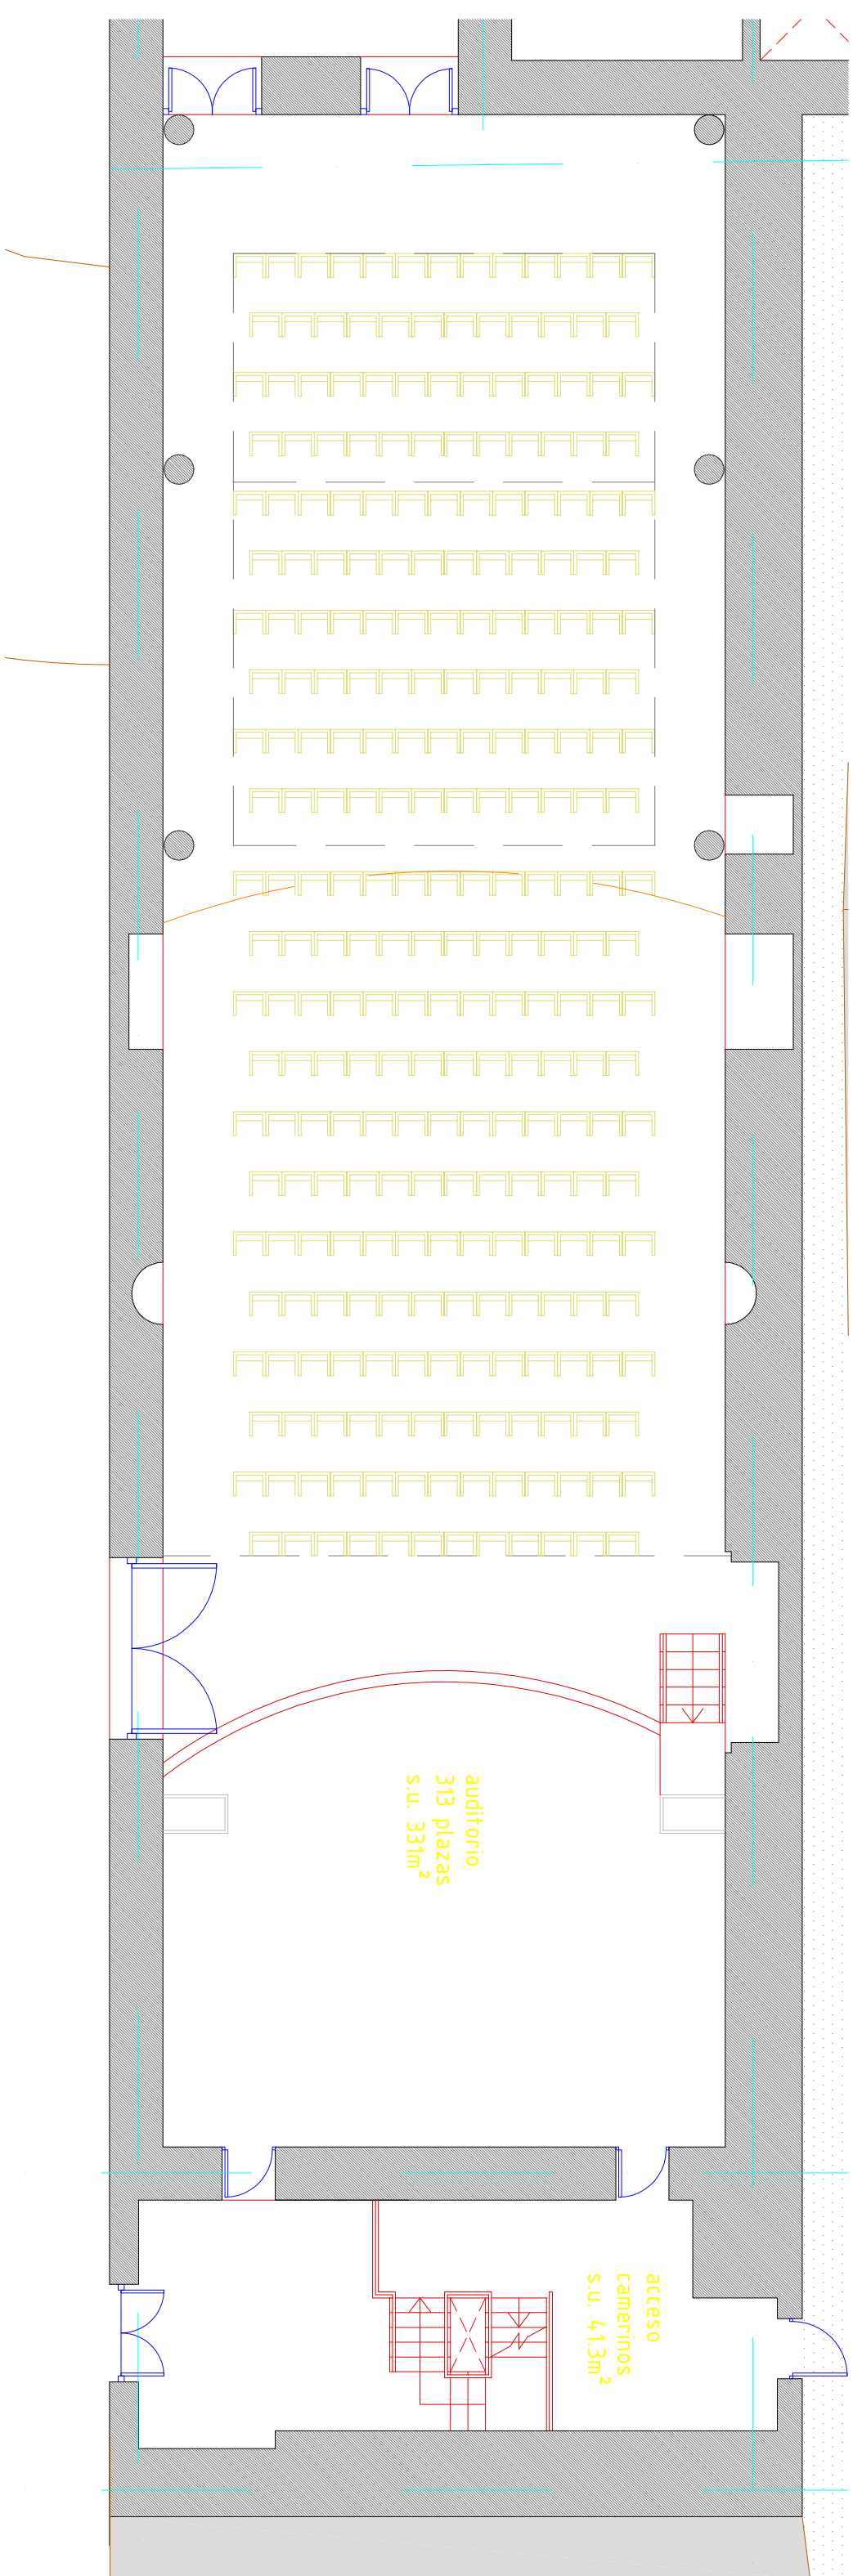 auditorio
313 plazas
s.u. 331m²
acceso
camerinos
s.u. 41.3m²